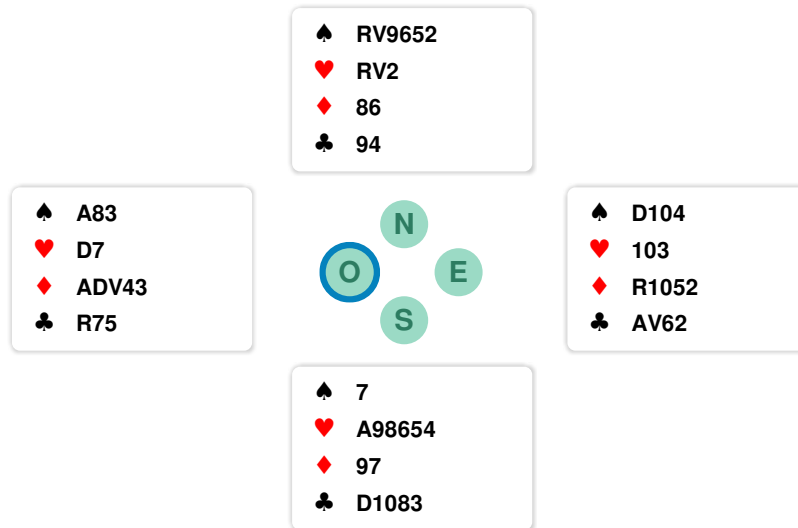 ♠ RV9652
♥ RV2
♦ 86
♣ 94
♠ A83
♥ D7
♦ ADV43
♣ R75
N
O
E
S
♠ D104
♥ 103
♦ R1052
♣ AV62
♠ 7
♥ A98654
♦ 97
♣ D1083